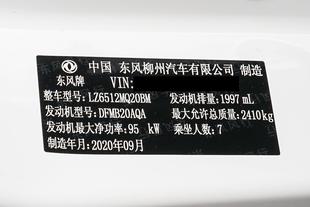 中国 东风柳州汽车有限公司 制造
东风牌 VIN:
整车型号: LZ6512MQ20BM 发动机排量: 1997 mL
发动机型号: DFMB20AQA 最大允许总质量: 2410kg
发动机最大净功率: 95 kW 乘坐人数: 7
制造年月: 2020年09月